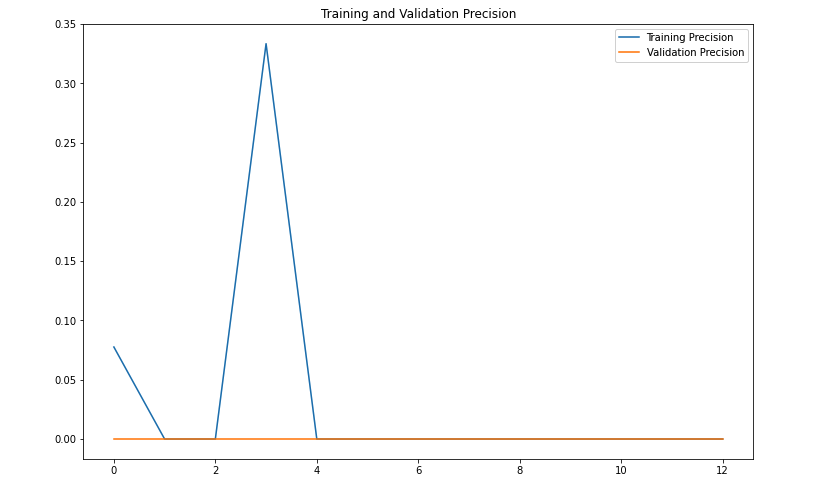 Training and Validation Precision
Training Precision
Validation Precision
0.35
0.30
0.25
0.20
0.15
0.10
0.05
0.00
0 2 4 6 8 10 12